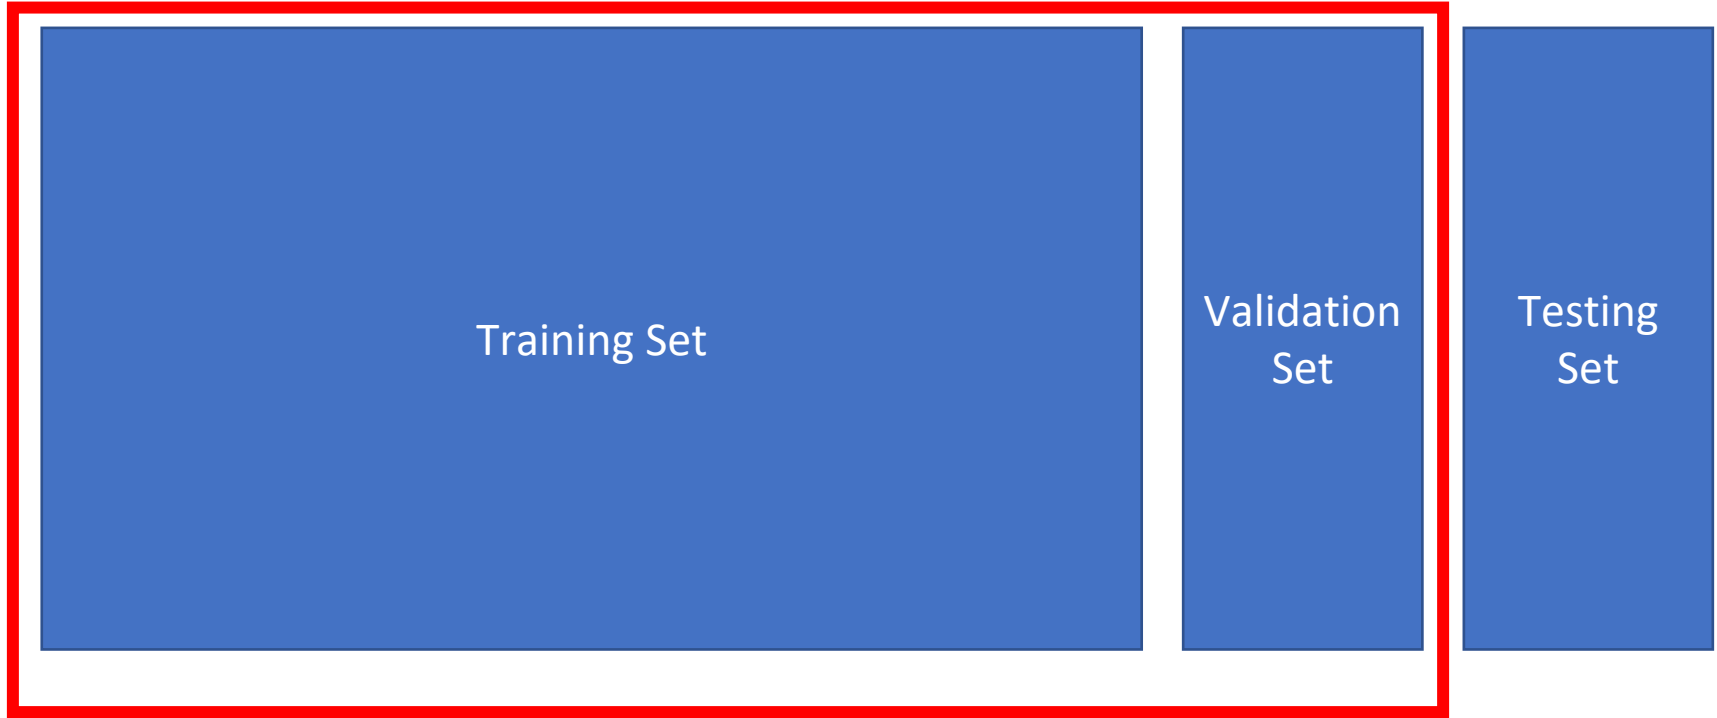 Training Set
Validation
Set
Testing
Set